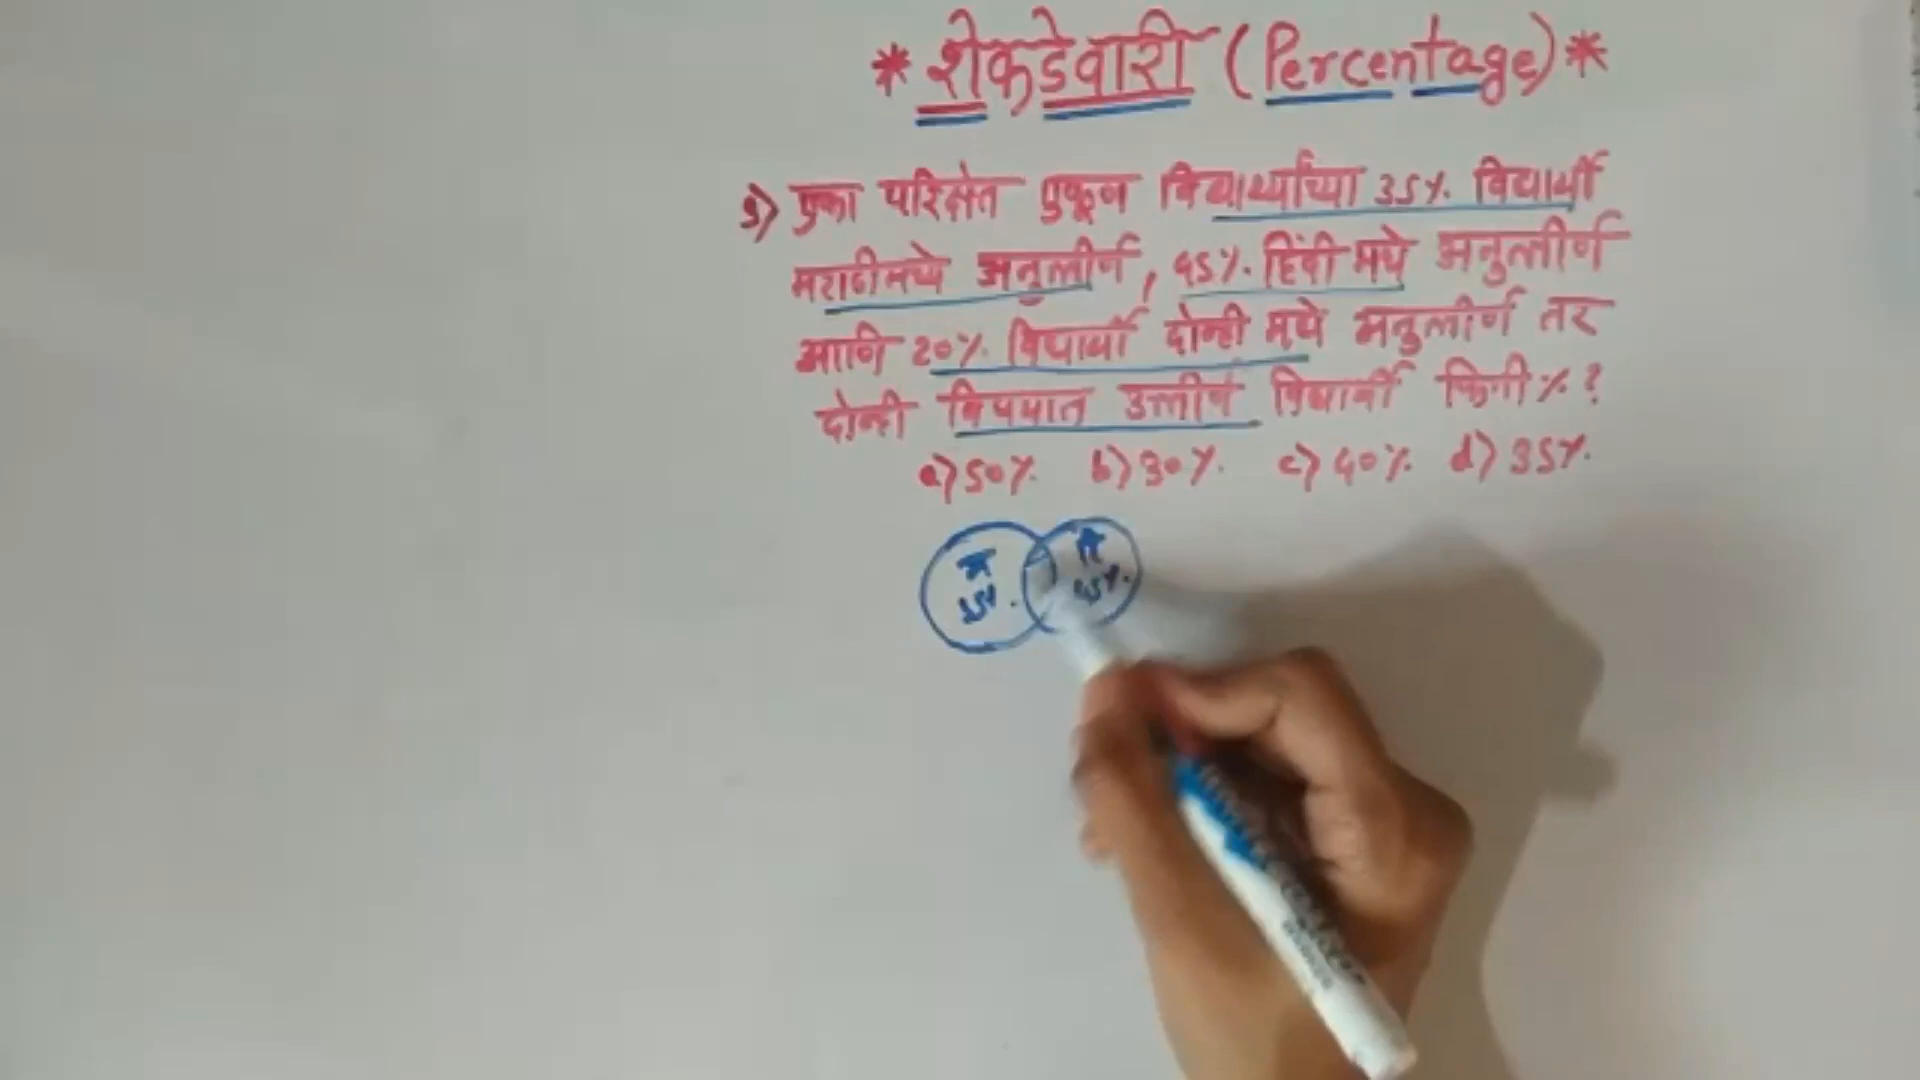 * शेकडेवारी (Percentage) *
१) एका परिक्षेत एकूण विद्यार्थ्यांच्या 35% विद्यार्थी
मराठीमध्ये अनुत्तीर्ण, 45% हिंदी मधे अनुत्तीर्ण
आणि 20% विद्यार्थी दोन्ही मधे अनुत्तीर्ण तर
दोन्ही विषयात उत्तीर्ण विद्यार्थी किती % ?
a) 50% b) 30% c) 40% d) 35%
म हिं
35% 45%